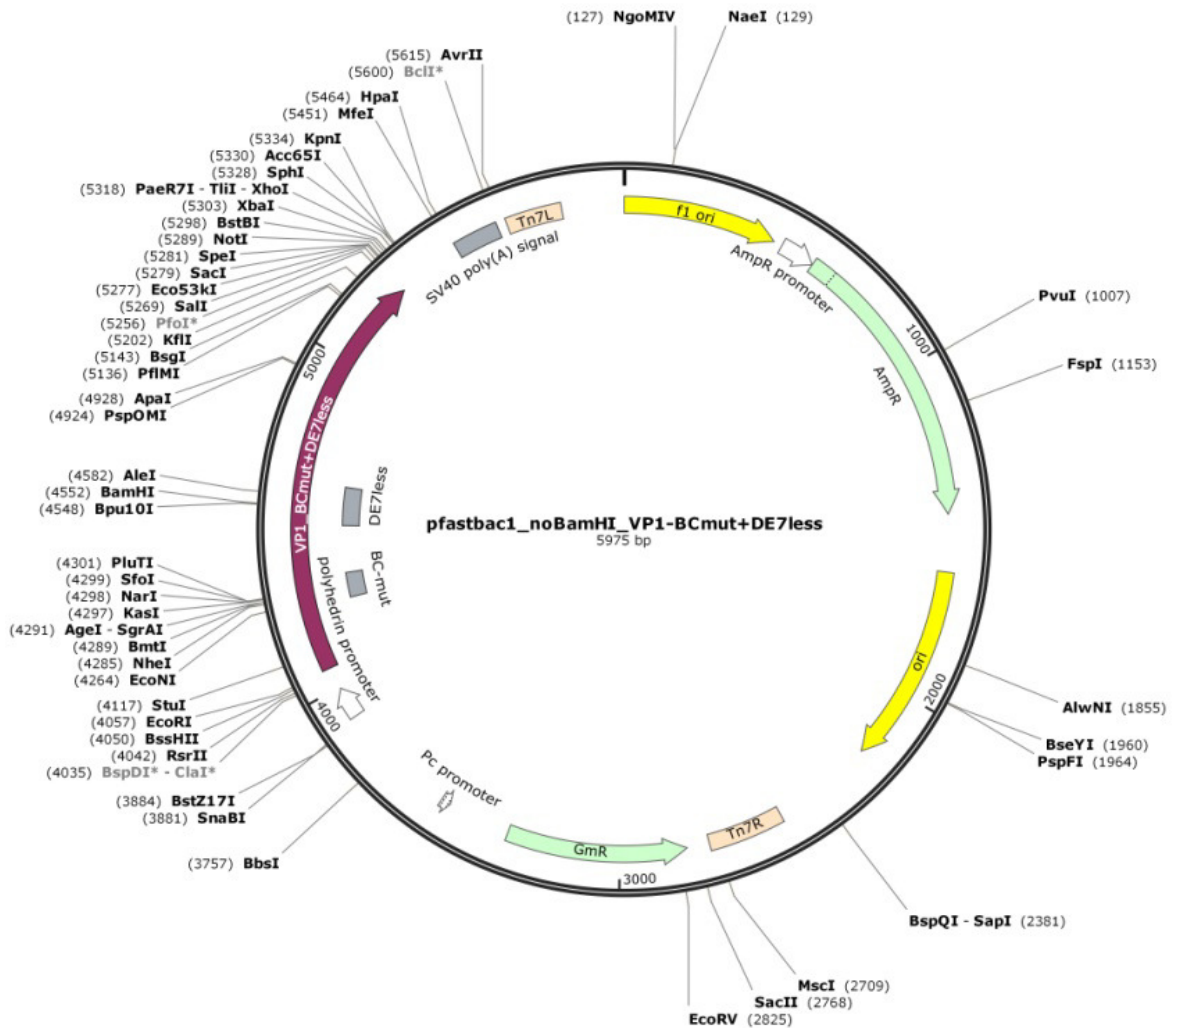 (127) NgoMIV
NaeI (129)
(5615) AvrII
(5600) BclI*
(5464) HpaI
(5451) MfeI
(5334) KpnI
(5330) Acc65I
(5328) SphI
(5318) PaeR7I - TliI - XhoI
(5303) XbaI
(5298) BstBI
(5289) NotI
(5281) SpeI
(5279) SacI
(5277) Eco53kI
(5269) SalI
(5256) PfoI*
(5202) KflI
(5143) BsgI
(5136) PflMI
(4928) ApaI
(4924) PspOMI
(4582) AleI
(4552) BamHI
(4548) Bpu10I
(4301) PluTI
(4299) SfoI
(4298) NarI
(4297) KasI
(4291) AgeI - SgrAI
(4289) BmtI
(4285) NheI
(4264) EcoNI
(4117) StuI
(4057) EcoRI
(4050) BssHII
(4042) RsrII
(4035) BspDI* - ClaI*
(3884) BstZ17I
(3881) SnaBI
(3757) BbsI
PvuI (1007)
FspI (1153)
AlwNI (1855)
BseYI (1960)
PspFI (1964)
BspQI - SapI (2381)
MscI (2709)
SacII (2768)
EcoRV (2825)
Tn7L
SV40 poly(A) signal
f1 ori
AmpR promoter
AmpR
1000
ori
2000
Tn7R
3000
GmR
Pc promoter
4000
polyhedrin promoter
BC-mut
DE7less
VP1_BCmut+DE7less
5000
pfastbac1_noBamHI_VP1-BCmut+DE7less
5975 bp